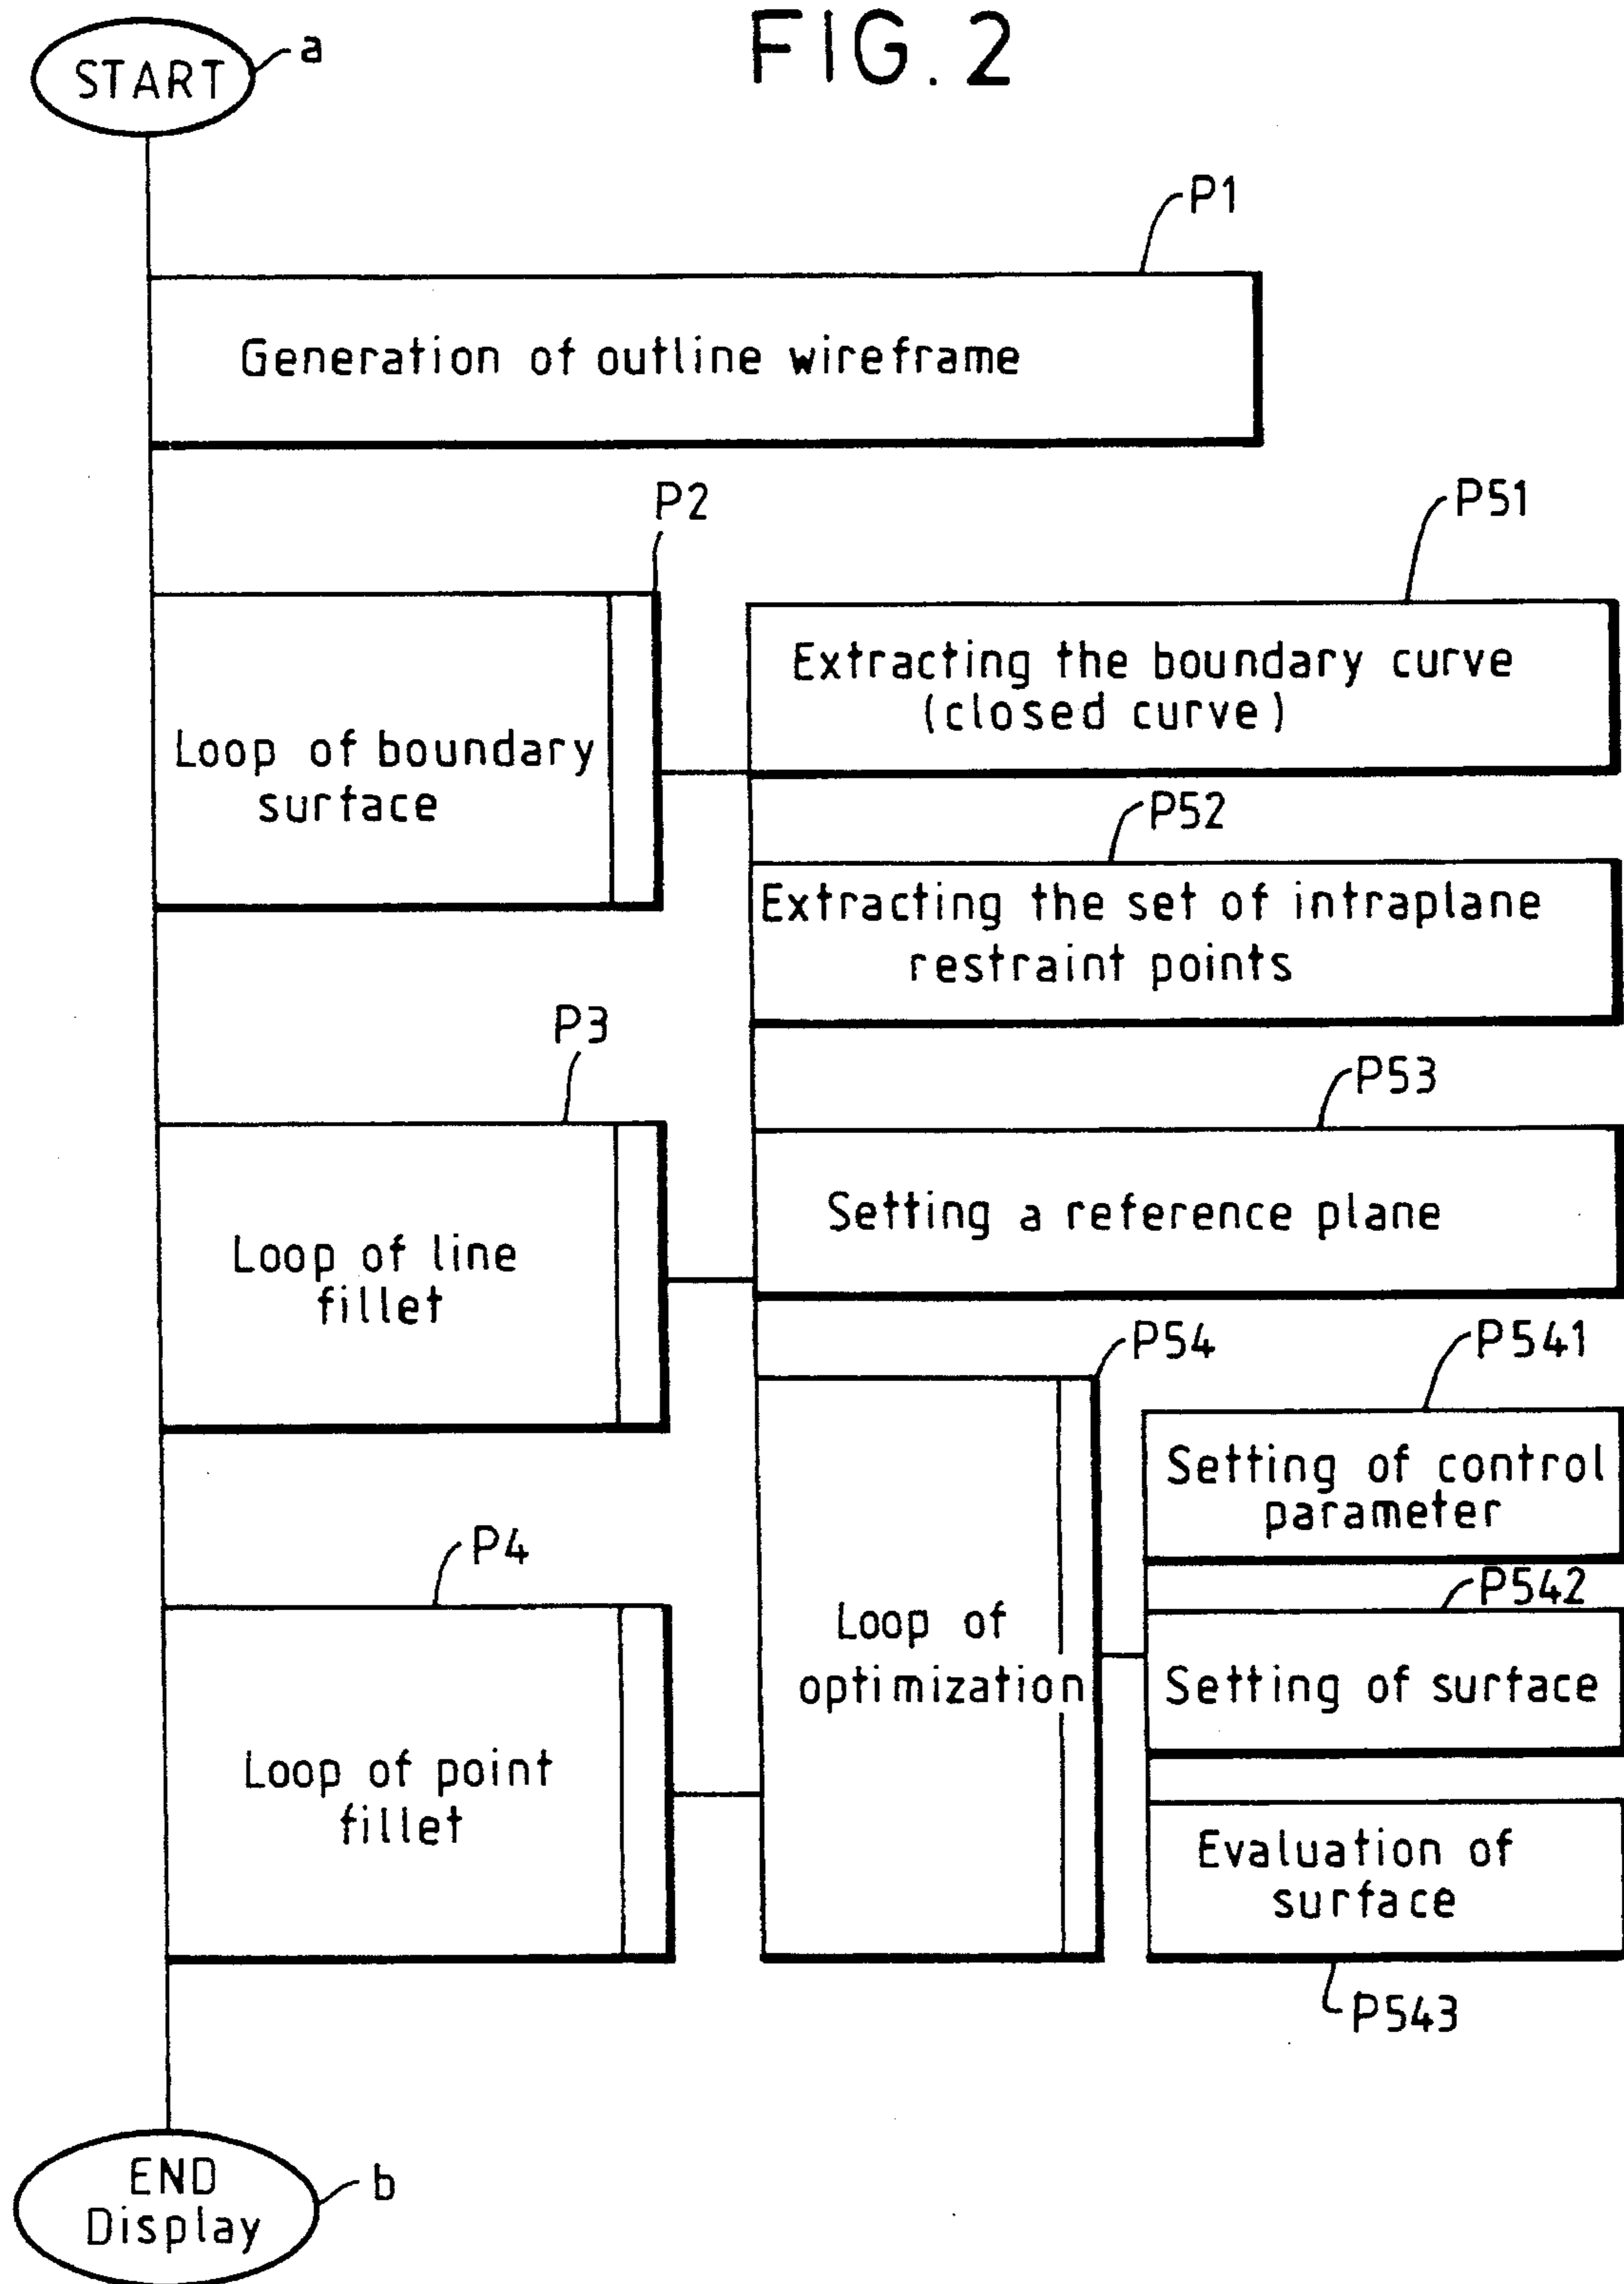 FIG. 2
START
a
P1
Generation of outline wireframe
P2
P51
Extracting the boundary curve
(closed curve)
Loop of boundary
surface
P52
Extracting the set of intraplane
restraint points
P3
P53
Setting a reference plane
Loop of line
fillet
P54
P541
Setting of control
parameter
P4
P542
Loop of
optimization
Setting of surface
Loop of point
fillet
Evaluation of
surface
P543
END
Display
b